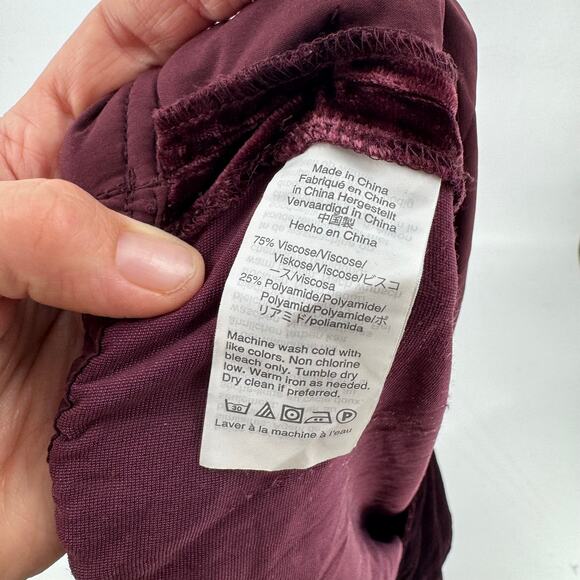 Made in China
Fabriqué en Chine
in China Hergestellt
Vervaardigd in China
中国製
Hecho en China
75% Viscose/Viscose/
Viskose/Viscose/ビスコ
ース/viscosa
25% Polyamide/Polyamide/
Polyamid/Polyamide/ポ
リアミド/poliamida
Machine wash cold with
like colors. Non chlorine
bleach only. Tumble dry
low. Warm iron as needed.
Dry clean if preferred.
30 P
Laver à la machine à l'eau